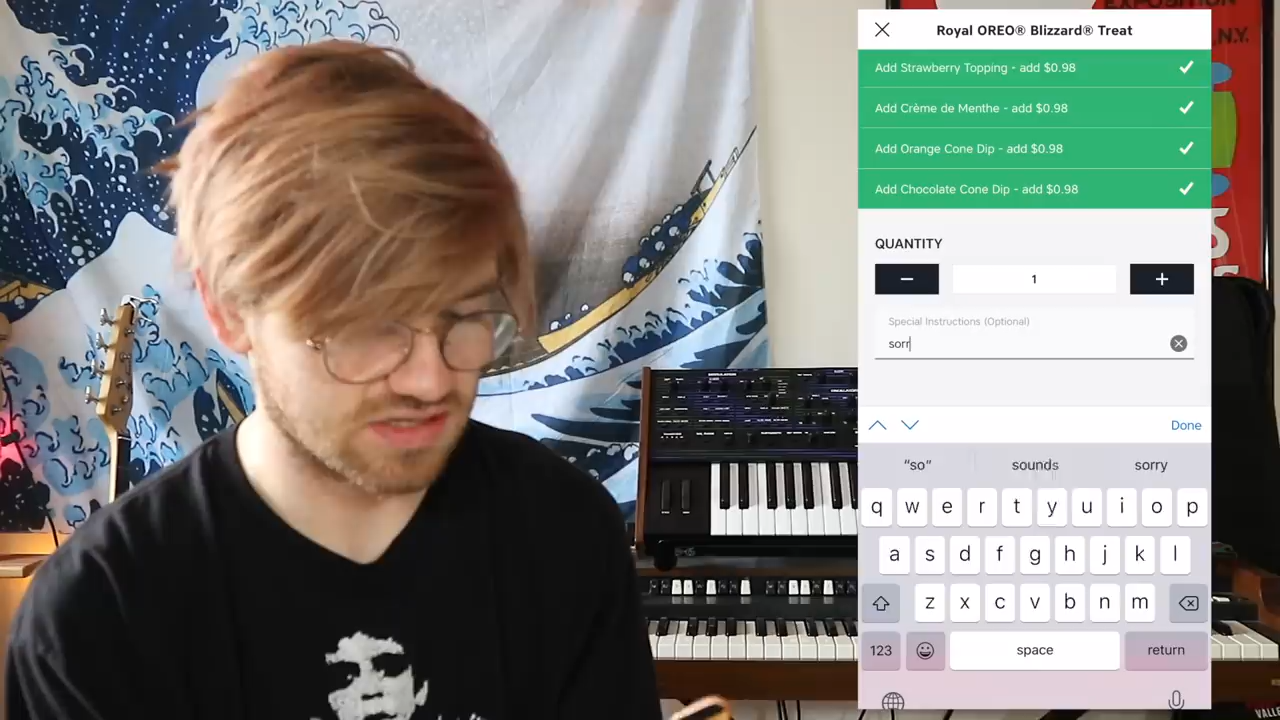 EXPOSITION
N.Y.
Royal OREO® Blizzard® Treat
Add Strawberry Topping - add $0.98
Add Crème de Menthe - add $0.98
Add Orange Cone Dip - add $0.98
Add Chocolate Cone Dip - add $0.98
QUANTITY
− 1 +
Special Instructions (Optional)
sorr
Done
“so” sounds sorry
q w e r t y u i o p
a s d f g h j k l
z x c v b n m
123 space return